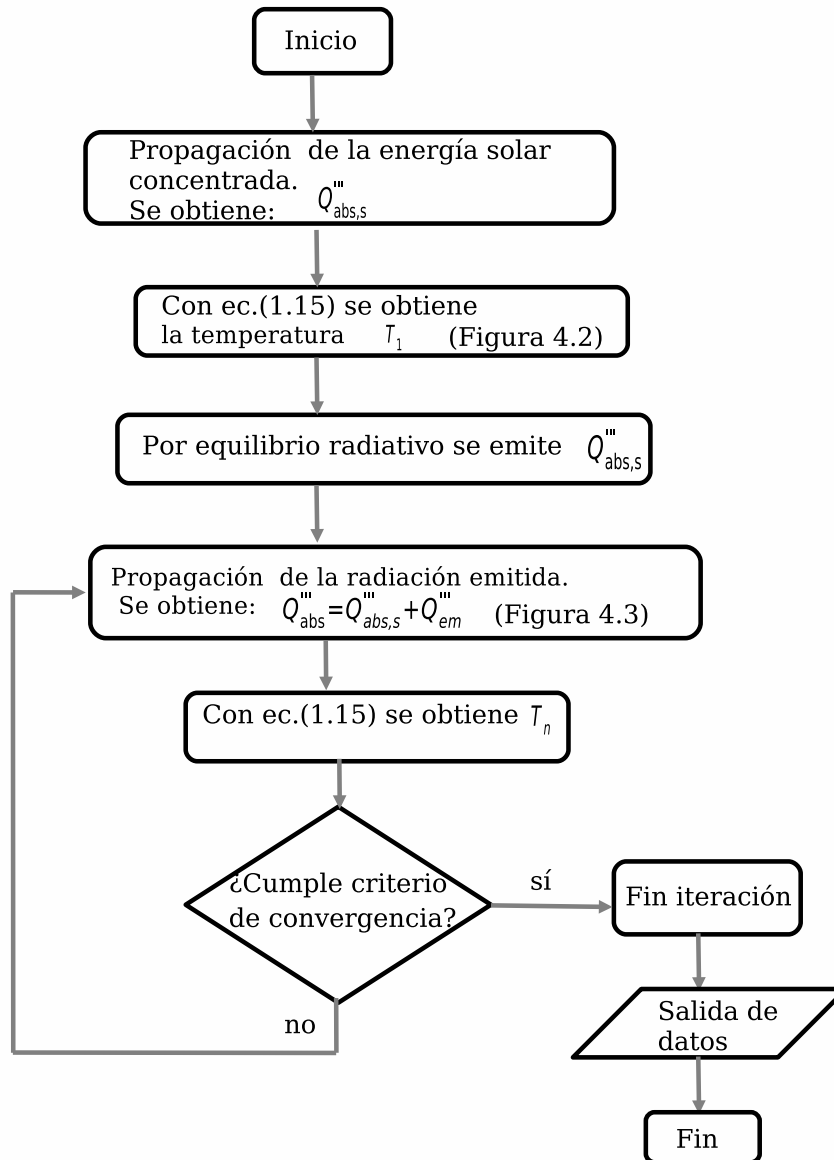 Inicio
Propagación de la energía solar
concentrada.
Se obtiene: Q'''abs,s
Con ec.(1.15) se obtiene
la temperatura T1 (Figura 4.2)
Por equilibrio radiativo se emite Q'''abs,s
Propagación de la radiación emitida.
Se obtiene: Q'''abs=Q'''abs,s+Q'''em (Figura 4.3)
Con ec.(1.15) se obtiene Tn
¿Cumple criterio
de convergencia?
sí
Fin iteración
no
Salida de
datos
Fin